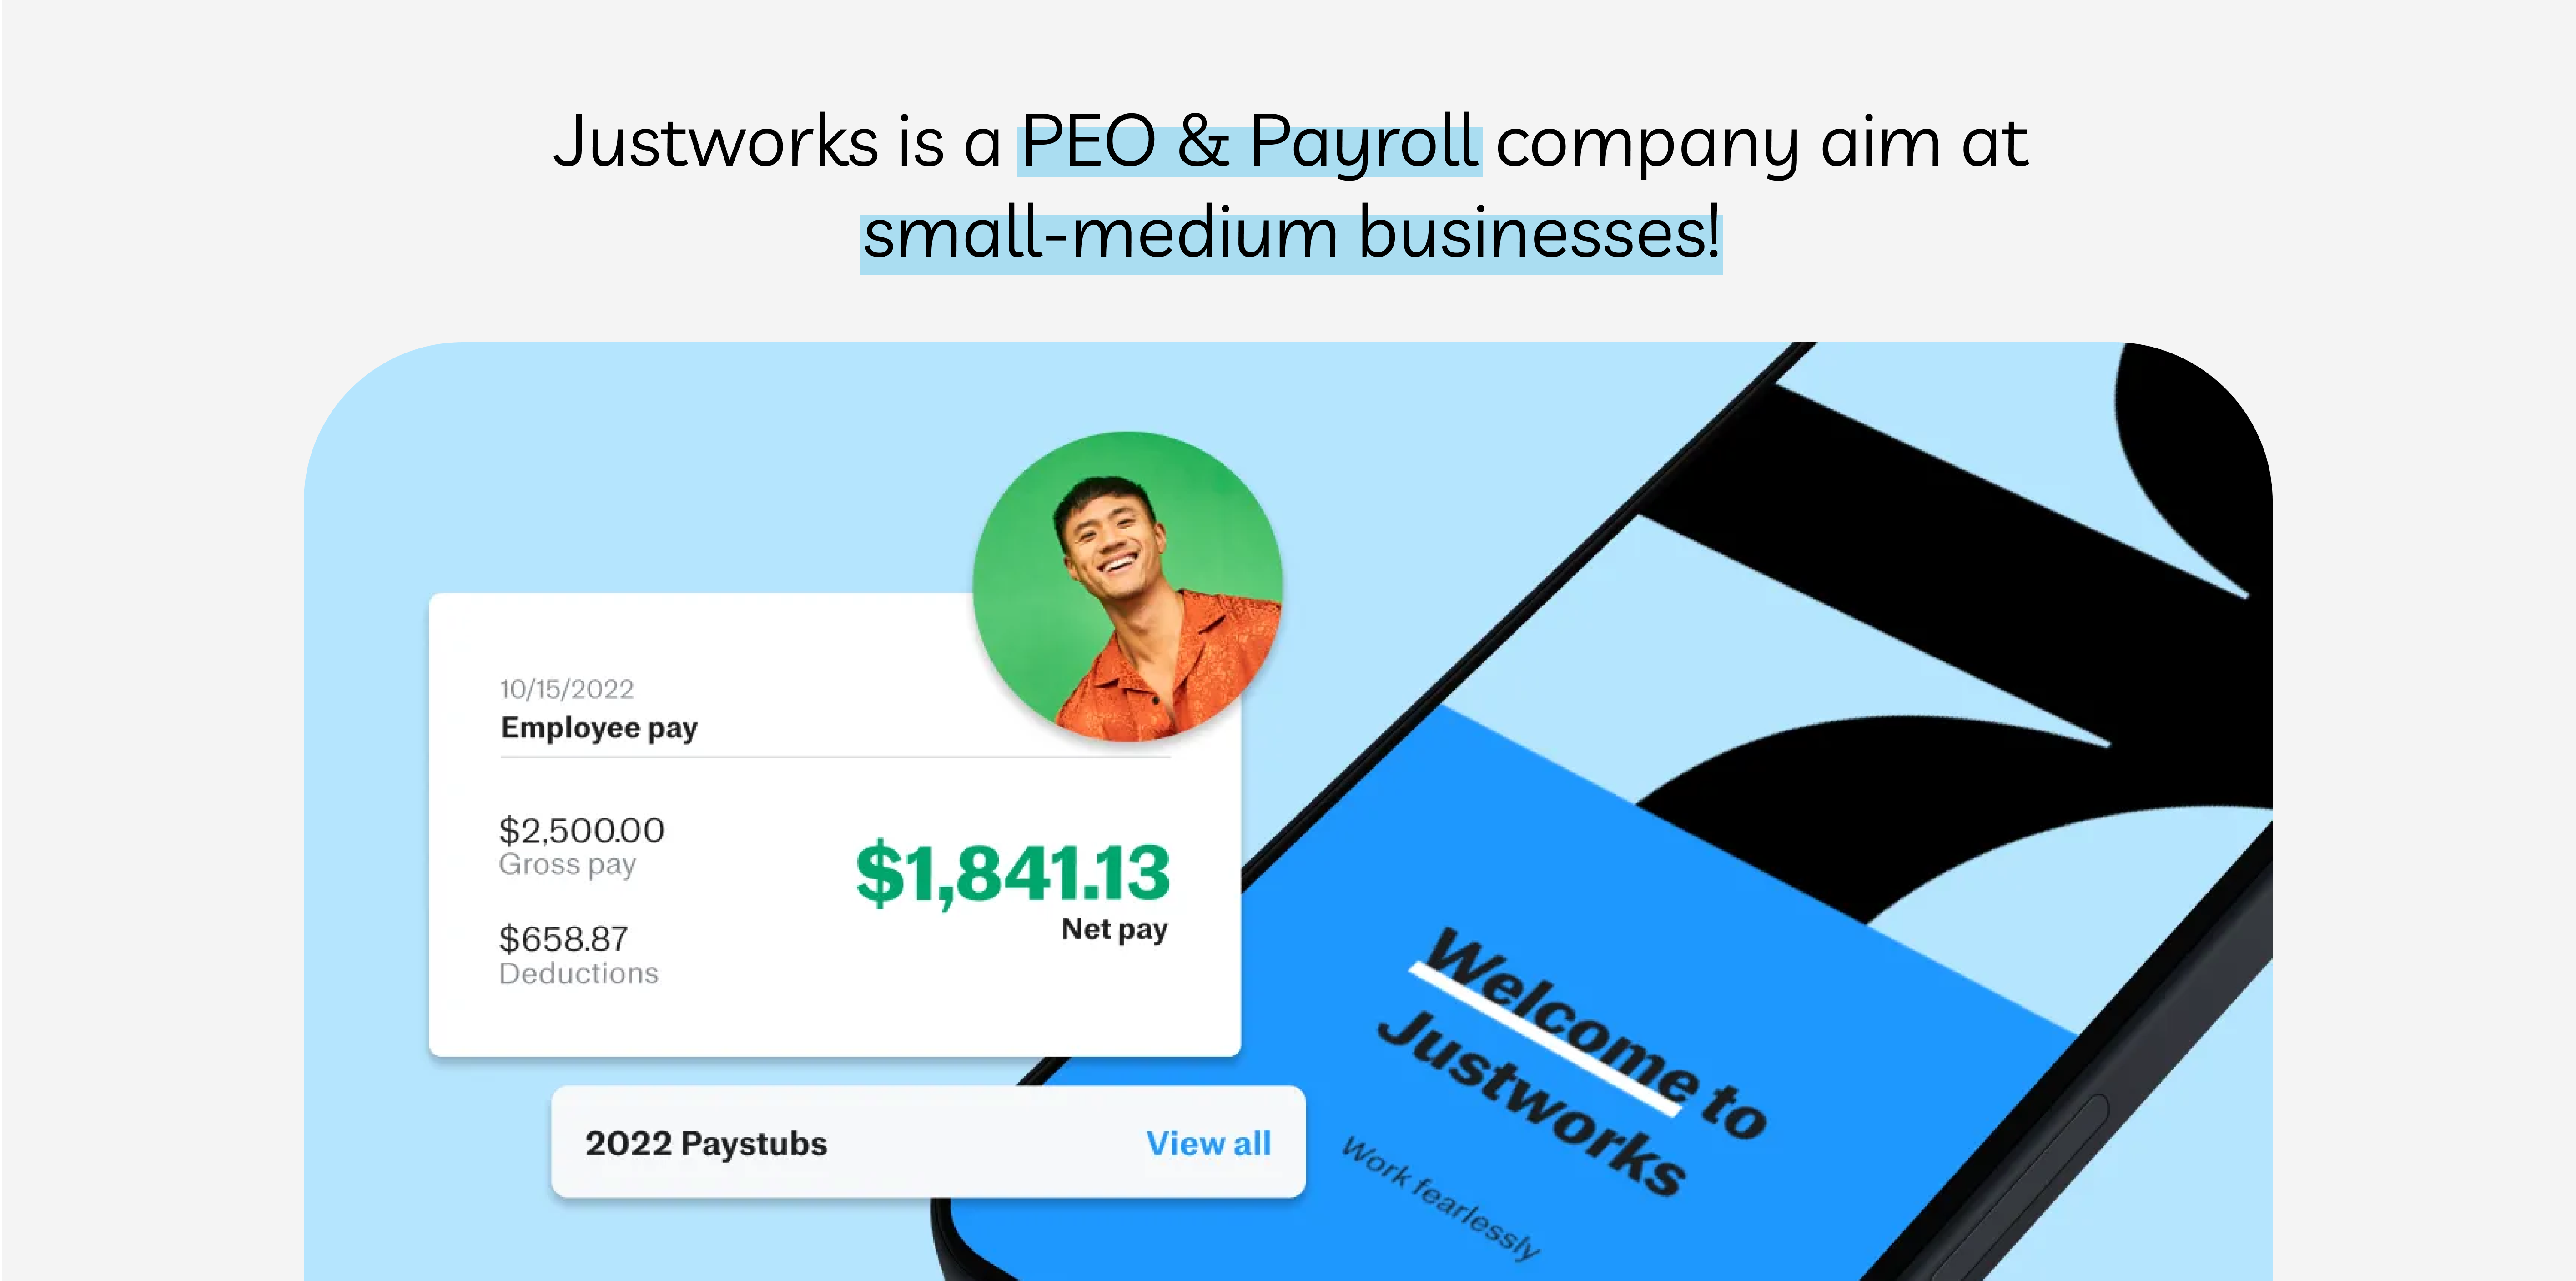 Justworks is a PEO & Payroll company aim at
small-medium businesses!
10/15/2022
Employee pay
$2,500.00
Gross pay
$658.87
Deductions
$1,841.13
Net pay
2022 Paystubs
View all
Welcome to
Justworks
Work fearlessly